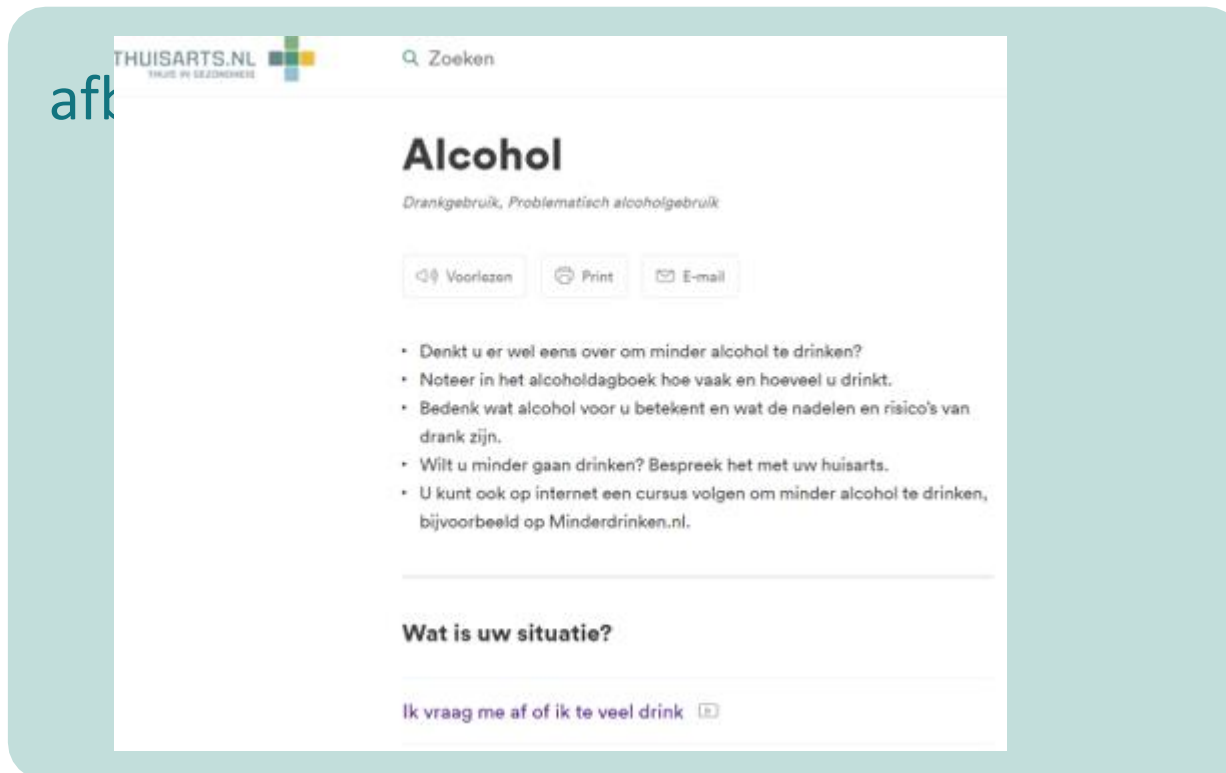 THUISARTS.NL
THUIS IN GEZONDHEID
Zoeken
afb
Alcohol
Drankgebruik, Problematisch alcoholgebruik
Voorlezen
Print
E-mail
• Denkt u er wel eens over om minder alcohol te drinken?
• Noteer in het alcoholdagboek hoe vaak en hoeveel u drinkt.
• Bedenk wat alcohol voor u betekent en wat de nadelen en risico's van
drank zijn.
• Wilt u minder gaan drinken? Bespreek het met uw huisarts.
• U kunt ook op internet een cursus volgen om minder alcohol te drinken,
bijvoorbeeld op Minderdrinken.nl.
Wat is uw situatie?
Ik vraag me af of ik te veel drink